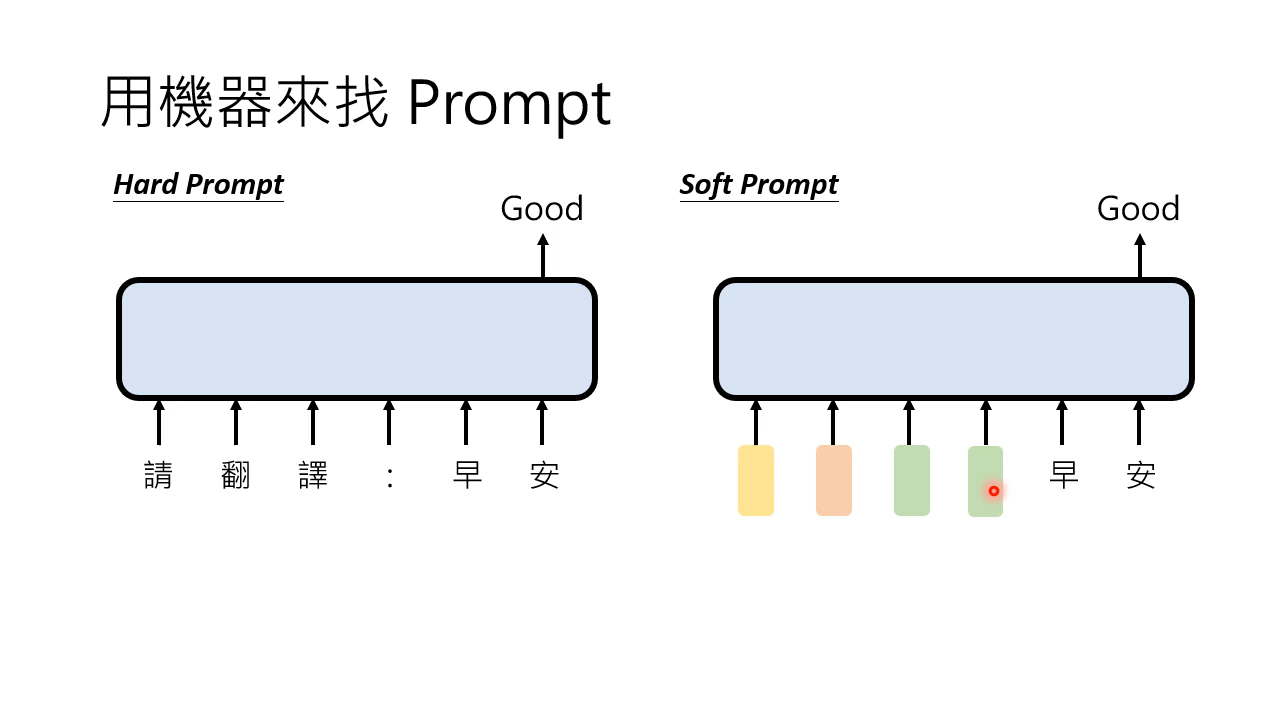 用機器來找 Prompt
Hard Prompt
Good
請 翻 譯 : 早 安
Soft Prompt
Good
早 安